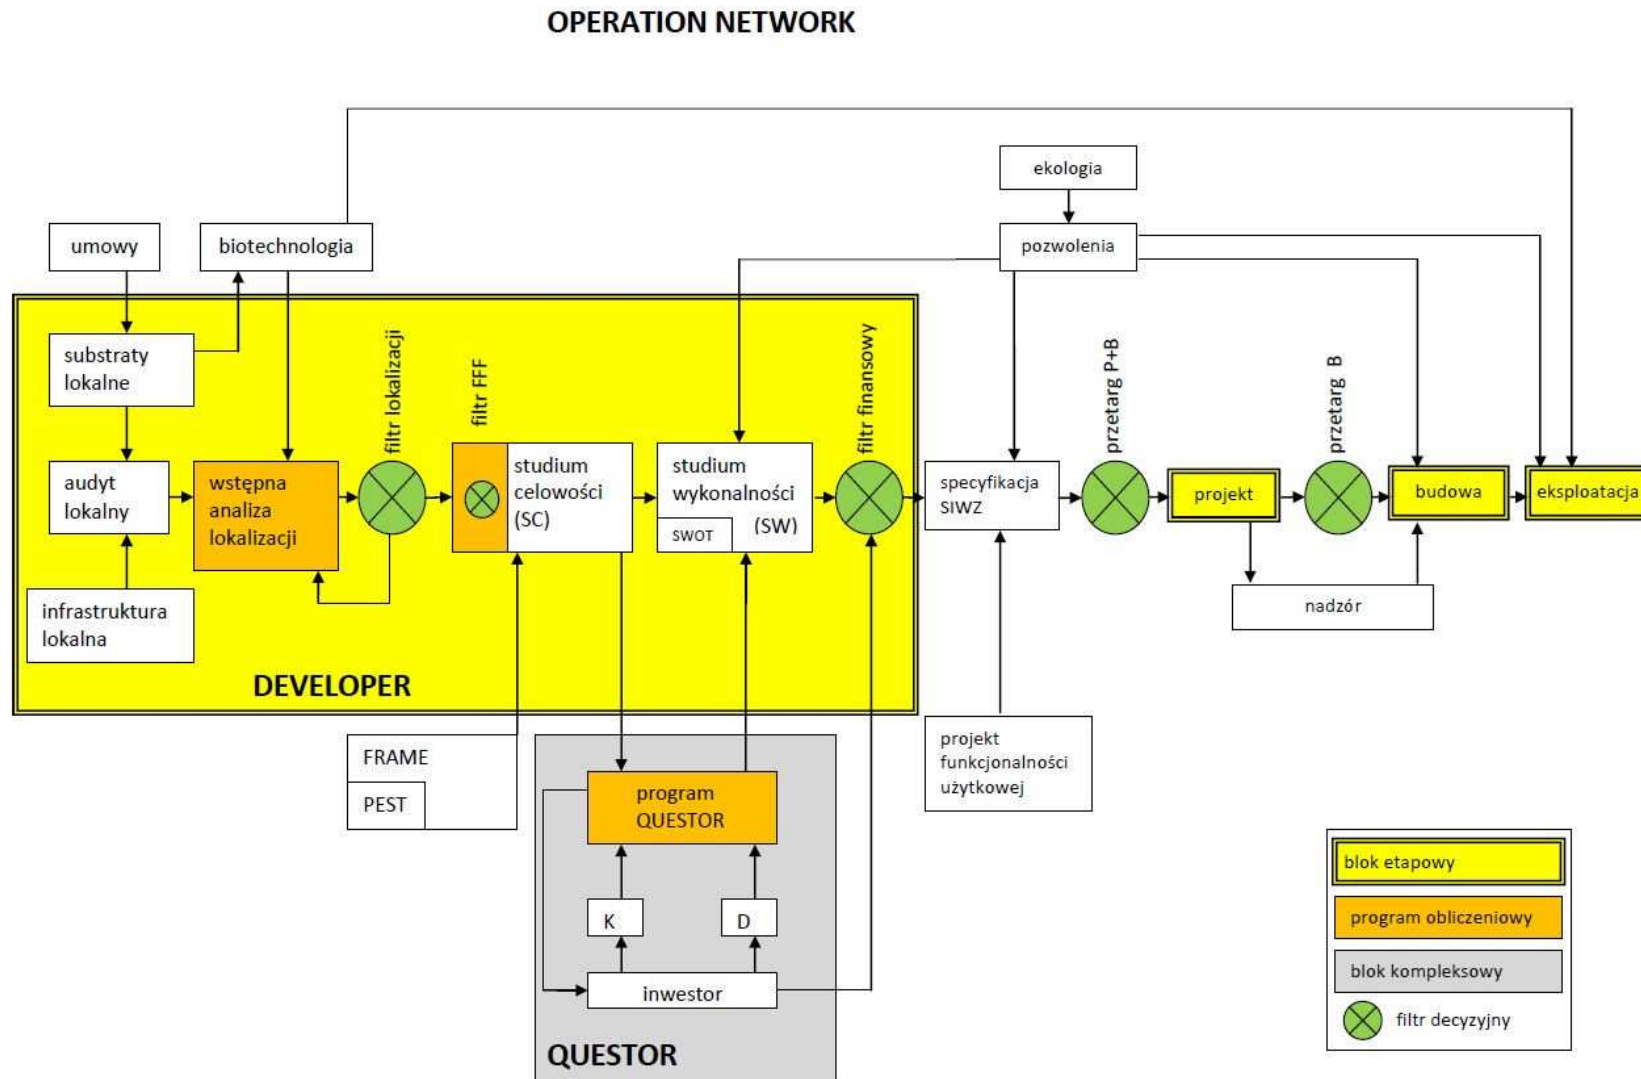 OPERATION NETWORK
ekologia
umowy
biotechnologia
pozwolenia
substraty
lokalne
filtr lokalizacji
filtr FFF
filtr finansowy
przetarg P+B
przetarg B
audyt
lokalny
wstępna
analiza
lokalizacji
studium
celowości
(SC)
studium
wykonalności
(SW)
SWOT
specyfikacja
SIWZ
projekt
budowa
eksploatacja
infrastruktura
lokalna
nadzór
DEVELOPER
FRAME
PEST
program
QUESTOR
projekt
funkcjonalności
użytkowej
K
D
inwestor
QUESTOR
blok etapowy
program obliczeniowy
blok kompleksowy
filtr decyzyjny